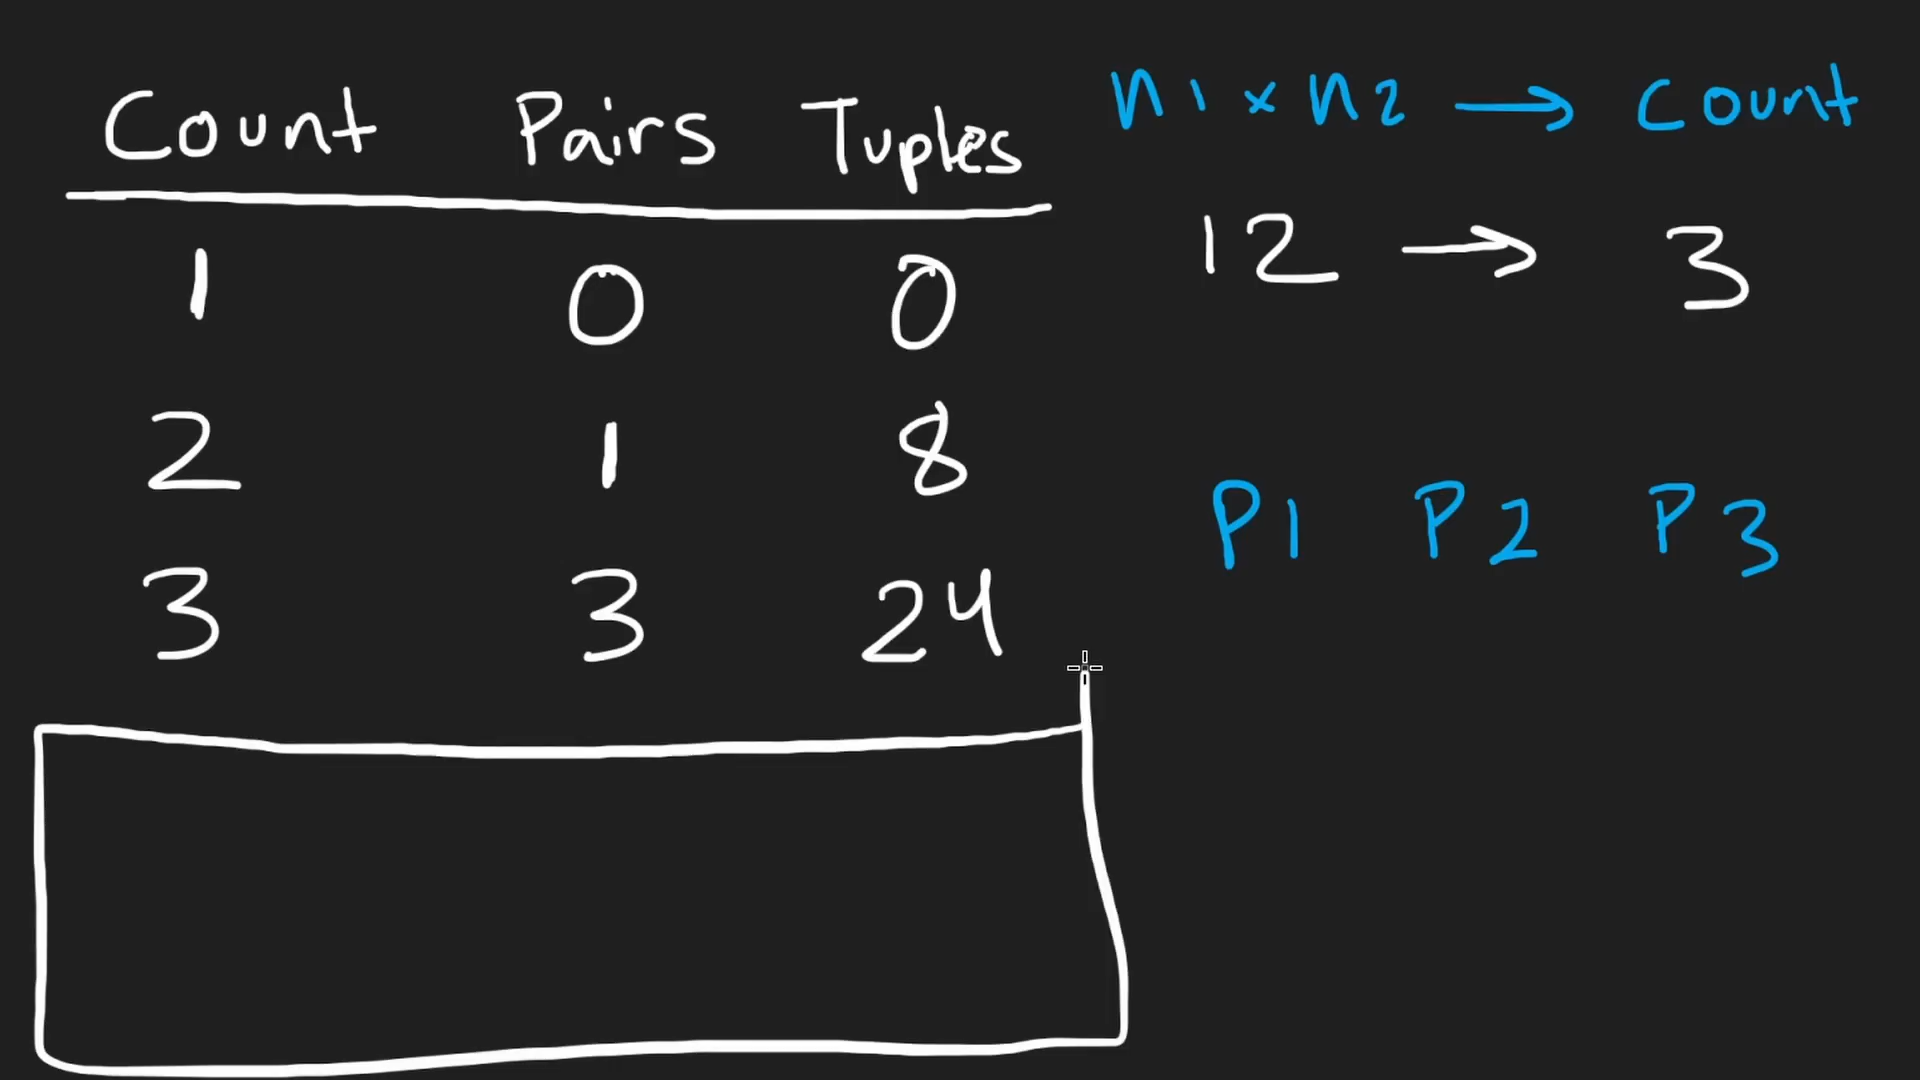 Count Pairs Tuples
n1 x n2 → Count
1 0 0
12 → 3
2 1 8
P1 P2 P3
3 3 24